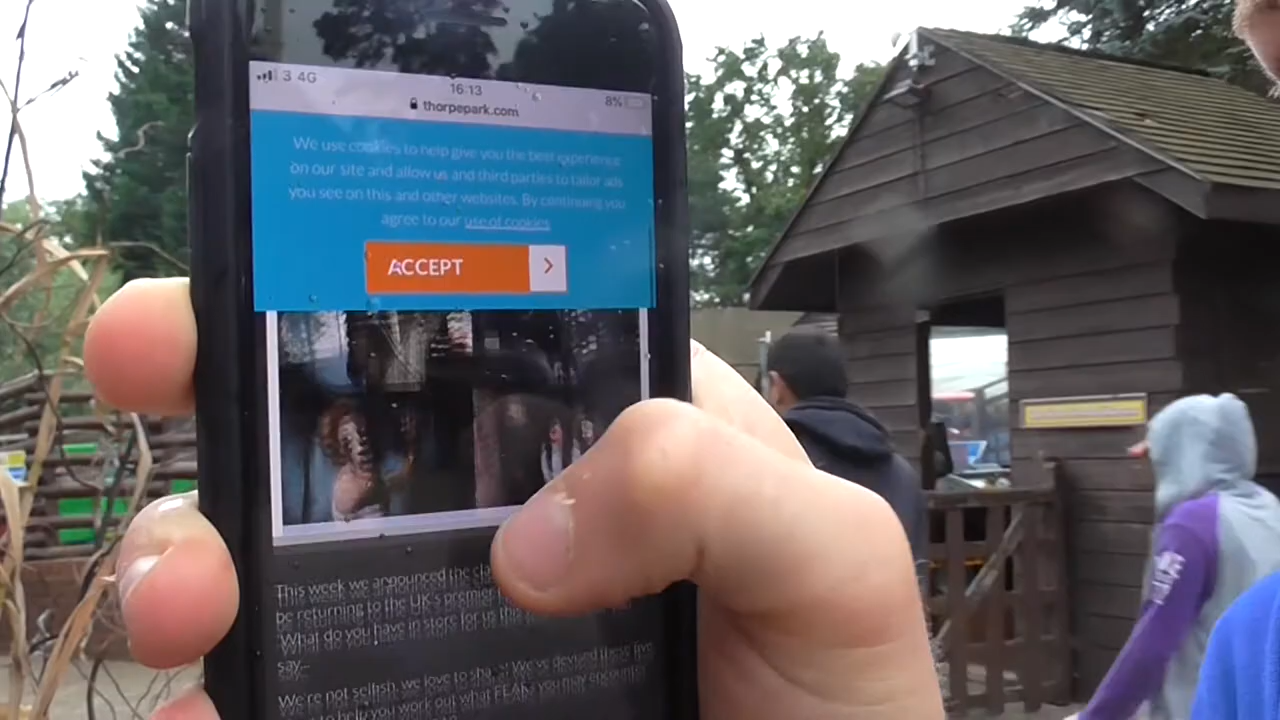 3 4G
16:13
8%
thorpepark.com
We use cookies to help give you the best experience
on our site and allow us and third parties to tailor ads
you see on this and other websites. By continuing you
agree to our use of cookies
ACCEPT
This week we announced the
be returning to the UK's premier
"What do you have in store for us this
say...
We're not selfish, we love to We've devised these five
to help you work out what FEAR you may encounter